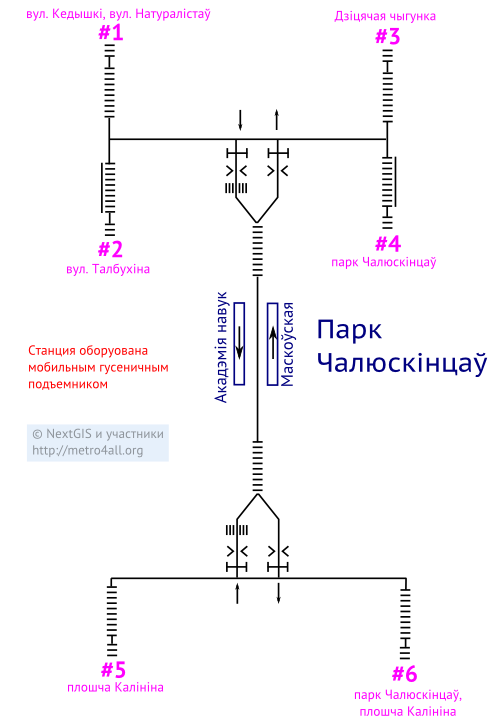 вул. Кедышкі, вул. Натуралістаў
#1
Дзіцячая чыгунка
#3
#2
вул. Талбухіна
#4
парк Чалюскінцаў
Акадэмія навук
Маскоўская
Парк
Чалюскінцаў
Станция оборуована
мобильным гусеничным
подъемником
© NextGIS и участники
http://metro4all.org
#5
плошча Калініна
#6
парк Чалюскінцаў,
плошча Калініна